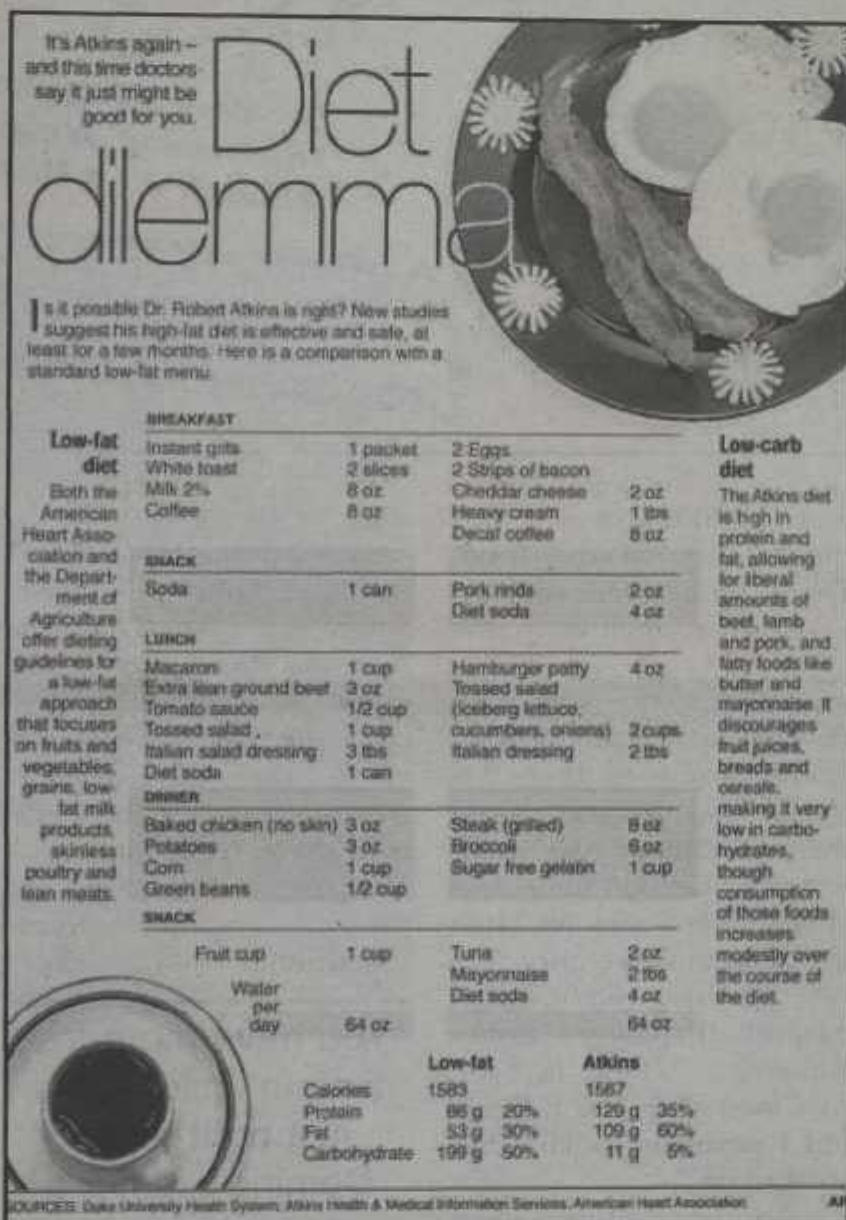 It's Atkins again –
and this time doctors
say it just might be
good for you.
Diet
dilemma
Is it possible Dr. Robert Atkins is right? New studies
suggest his high-fat diet is effective and safe, at
least for a few months. Here is a comparison with a
standard low-fat menu.
Low-fat
diet
Both the
American
Heart Asso-
ciation and
the Depart-
ment of
Agriculture
offer dieting
guidelines for
a low-fat
approach
that focuses
on fruits and
vegetables,
grains, low-
fat milk
products,
skinless
poultry and
lean meats.
BREAKFAST
Instant grits 1 packet 2 Eggs
White toast 2 slices 2 Strips of bacon
Milk 2% 8 oz Cheddar cheese 2 oz
Coffee 8 oz Heavy cream 1 tbs
Decaf coffee 8 oz
SNACK
Soda 1 can Pork rinds 2 oz
Diet soda 4 oz
LUNCH
Macaroni 1 cup Hamburger patty 4 oz
Extra lean ground beef 3 oz Tossed salad
Tomato sauce 1/2 cup (iceberg lettuce,
Tossed salad 1 cup cucumbers, onions) 2 cups
Italian salad dressing 3 tbs Italian dressing 2 tbs
Diet soda 1 can
DINNER
Baked chicken (no skin) 3 oz Steak (grilled) 8 oz
Potatoes 3 oz Broccoli 6 oz
Corn 1 cup Sugar free gelatin 1 cup
Green beans 1/2 cup
SNACK
Fruit cup 1 cup Tuna 2 oz
Mayonnaise 2 tbs
Water Diet soda 4 oz
per
day 64 oz 64 oz
Low-carb
diet
The Atkins diet
is high in
protein and
fat, allowing
for liberal
amounts of
beef, lamb
and pork, and
fatty foods like
butter and
mayonnaise. It
discourages
fruit juices,
breads and
cereals,
making it very
low in carbo-
hydrates,
though
consumption
of those foods
increases
modestly over
the course of
the diet.
Low-fat Atkins
Calories 1583 1567
Protein g 20% g 35%
Fat 53 g 30% 109 g 60%
Carbohydrate 199 g 50% 11 g 5%
SOURCES: Duke University Health System, Atkins Health & Medical Information Services, American Heart Association